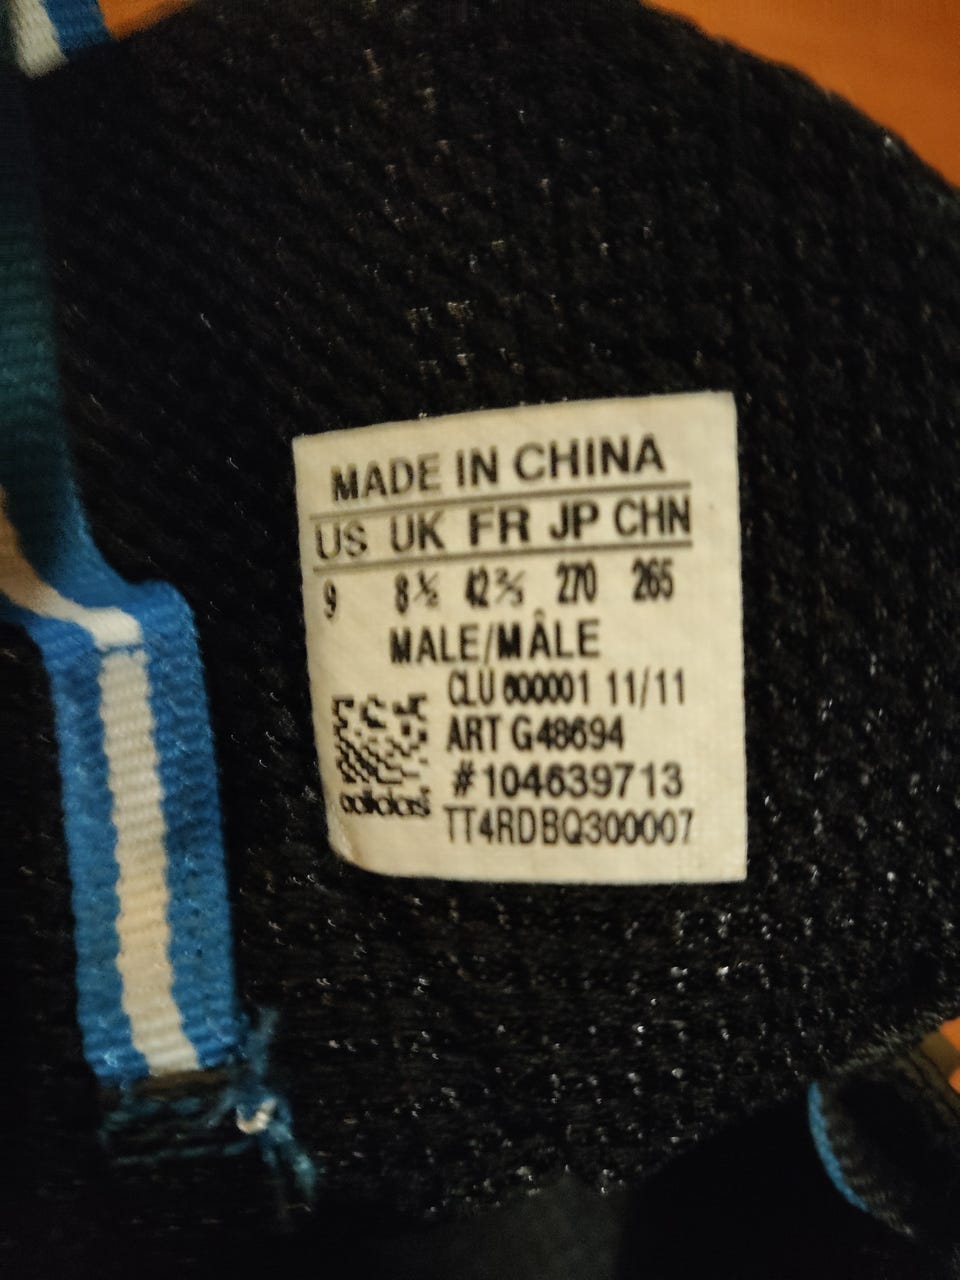 MADE IN CHINA
US UK FR JP CHN
9 8½ 42⅔ 270 265
MALE/MÂLE
CLU 600001 11/11
ART G48694
#104639713
adidas
TT4RDBQ300007